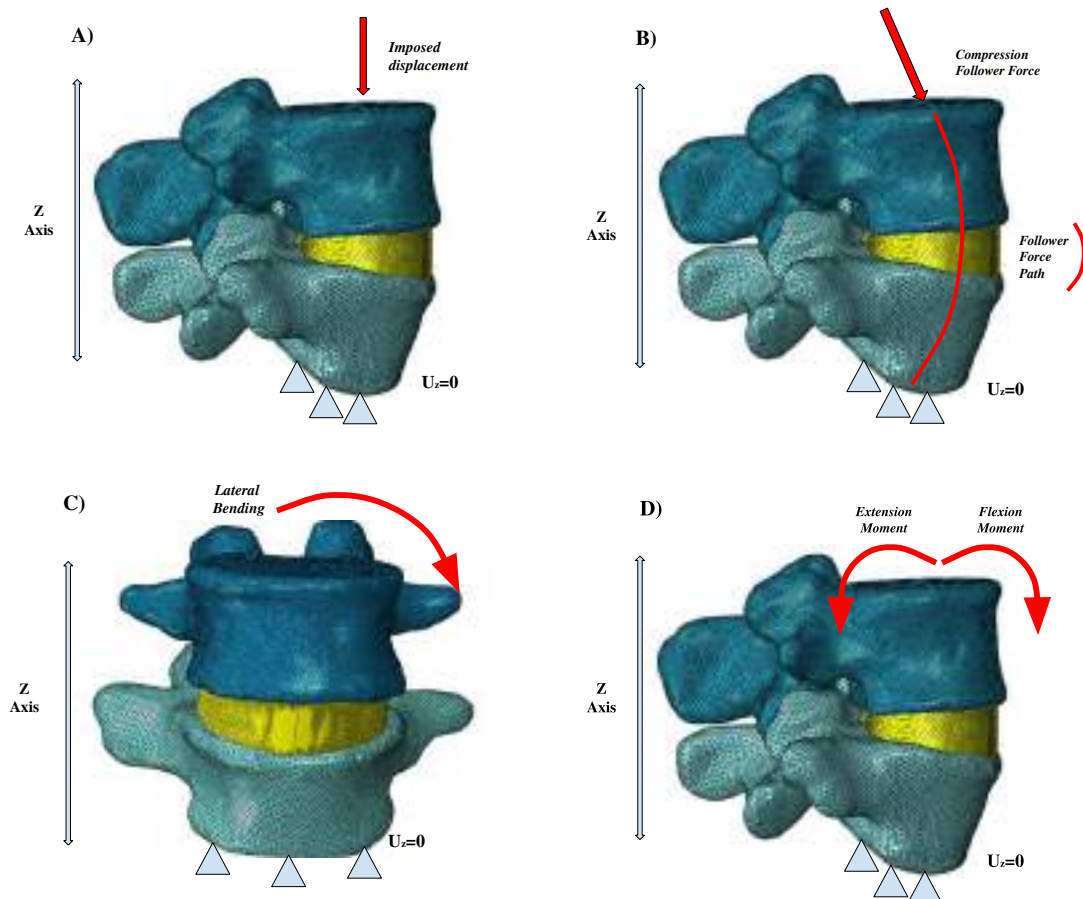 A)
Imposed
displacement
Z
Axis
Uz=0
B)
Compression
Follower Force
Z
Axis
Follower
Force
Path
Uz=0
C)
Lateral
Bending
Z
Axis
Uz=0
D)
Extension
Moment
Flexion
Moment
Z
Axis
Uz=0